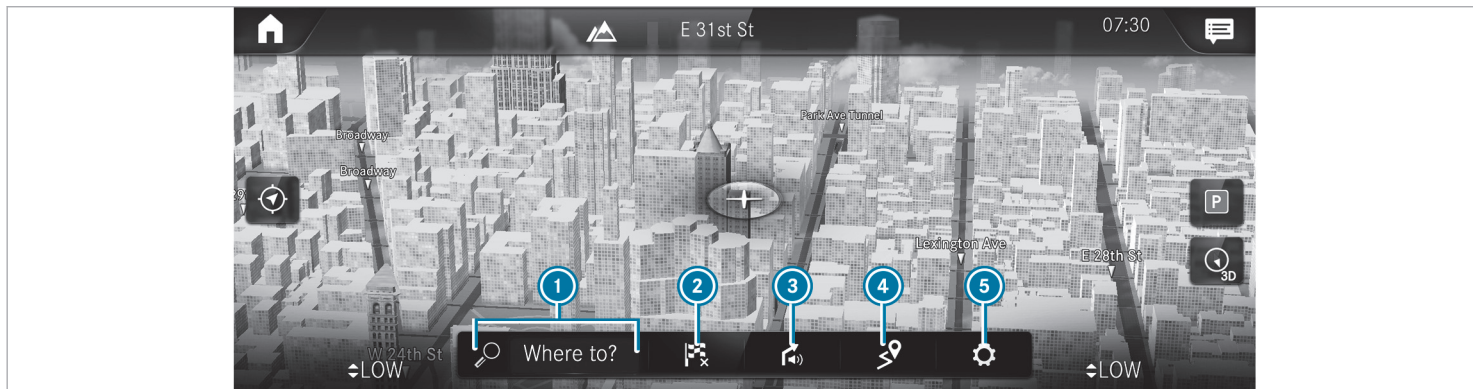 E 31st St
07:30
Broadway
Park Ave Tunnel
Broadway
29
P
Lexington Ave
E 28th St
3D
1
2
3
4
5
W 24th St
Where to?
LOW
LOW